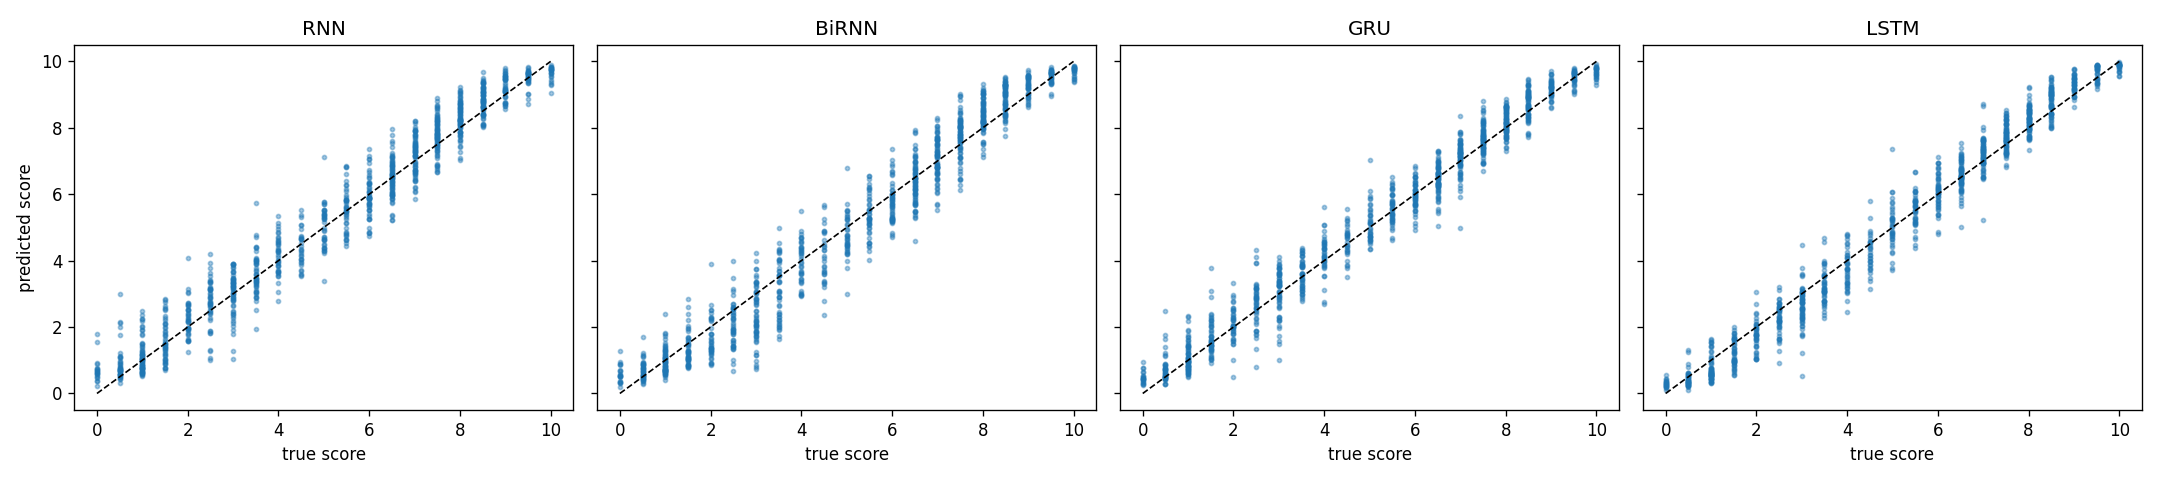 RNN BiRNN GRU LSTM
10
8
6
4
2
0
predicted score
0 2 4 6 8 10 0 2 4 6 8 10 0 2 4 6 8 10 0 2 4 6 8 10
true score true score true score true score